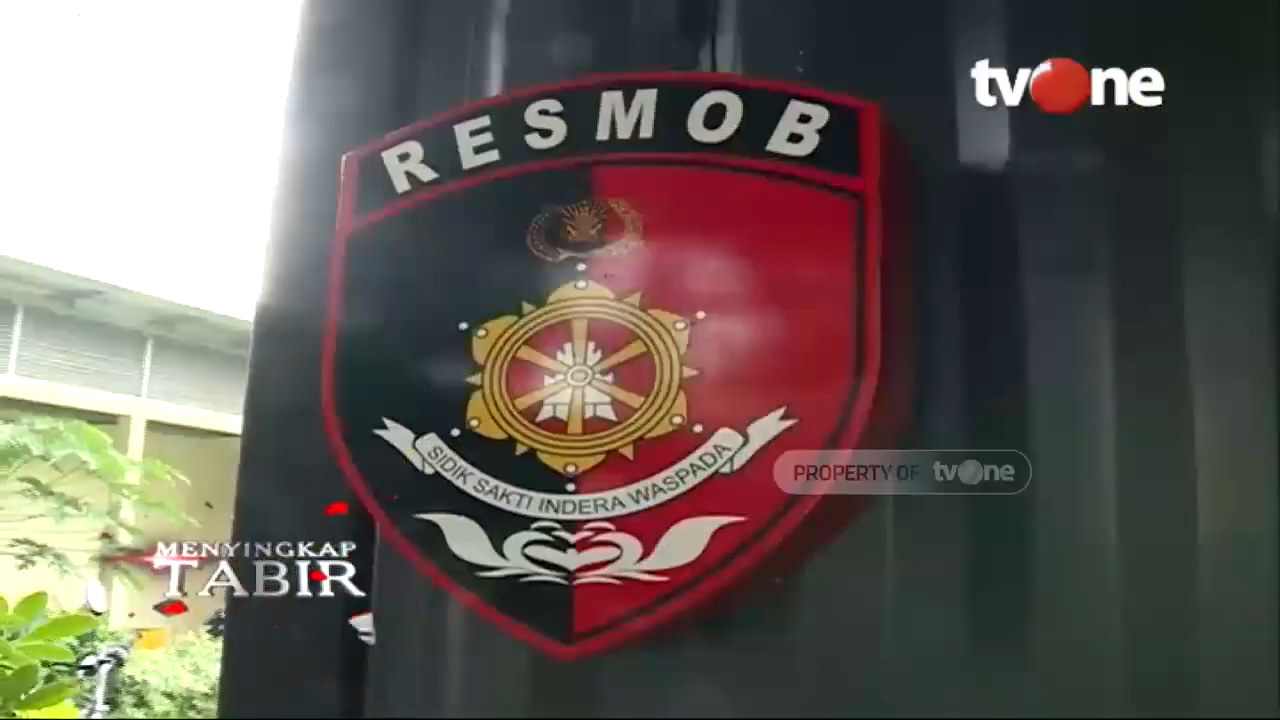 tvOne
RESMOB
SIDIK SAKTI INDERA WASPADA
PROPERTY OF tvOne
MENYINGKAP
TABIR